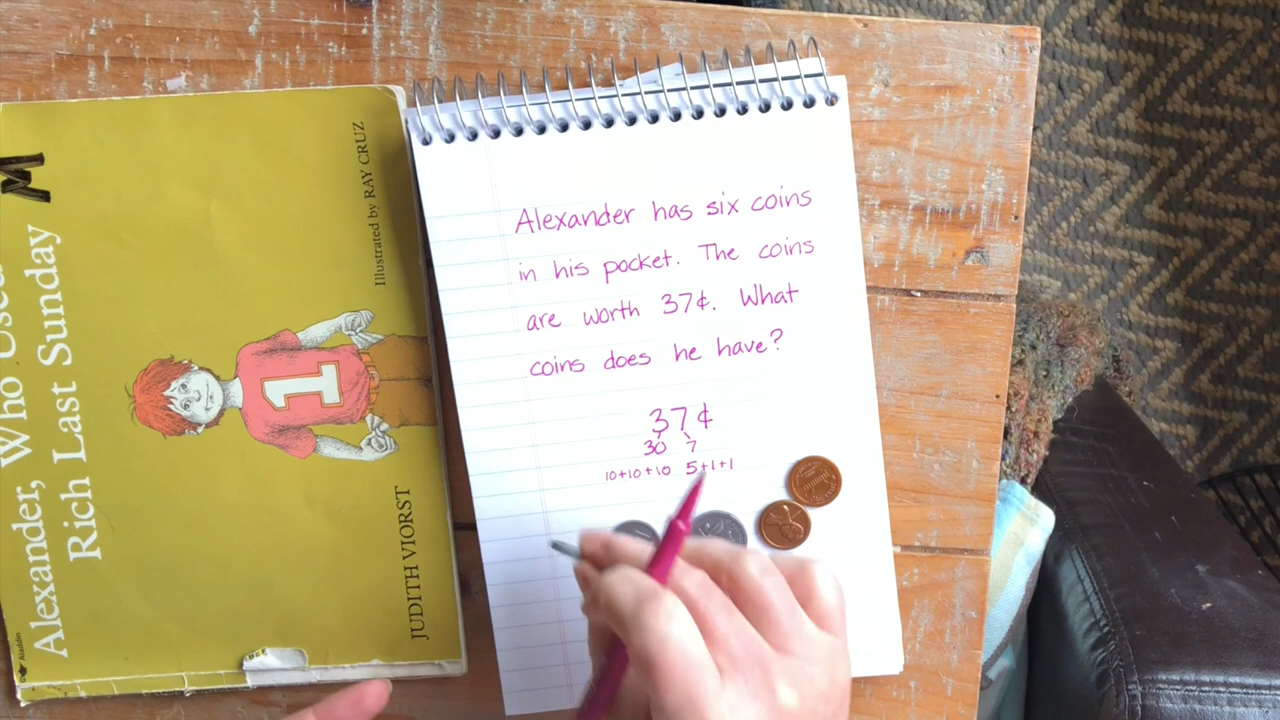 Alexander, Who Used
Rich Last Sunday
JUDITH VIORST
Illustrated by RAY CRUZ
Aladdin
M
1
Alexander has six coins
in his pocket. The coins
are worth 37¢. What
coins does he have?
37¢
30 7
10+10+10 5+1+1